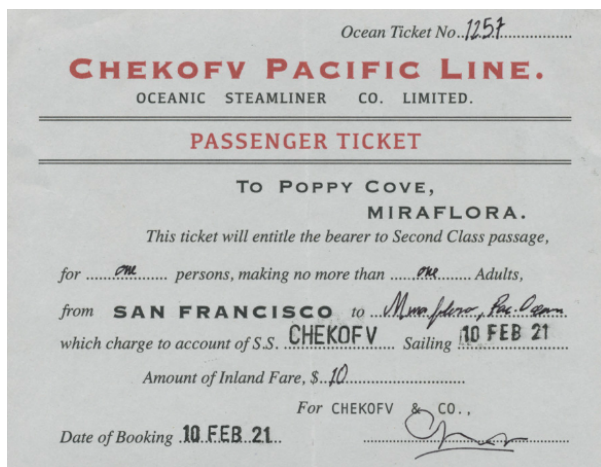 Ocean Ticket No..1257
CHEKOFV PACIFIC LINE.
OCEANIC STEAMLINER CO. LIMITED.
PASSENGER TICKET
TO POPPY COVE,
MIRAFLORA.
This ticket will entitle the bearer to Second Class passage,
for ...one... persons, making no more than ...one... Adults,
from SAN FRANCISCO to Miraflora, Pac. Ocean
which charge to account of S.S. CHEKOFV Sailing 10 FEB 21
Amount of Inland Fare, $..10
For CHEKOFV & CO.,
Date of Booking 10 FEB 21